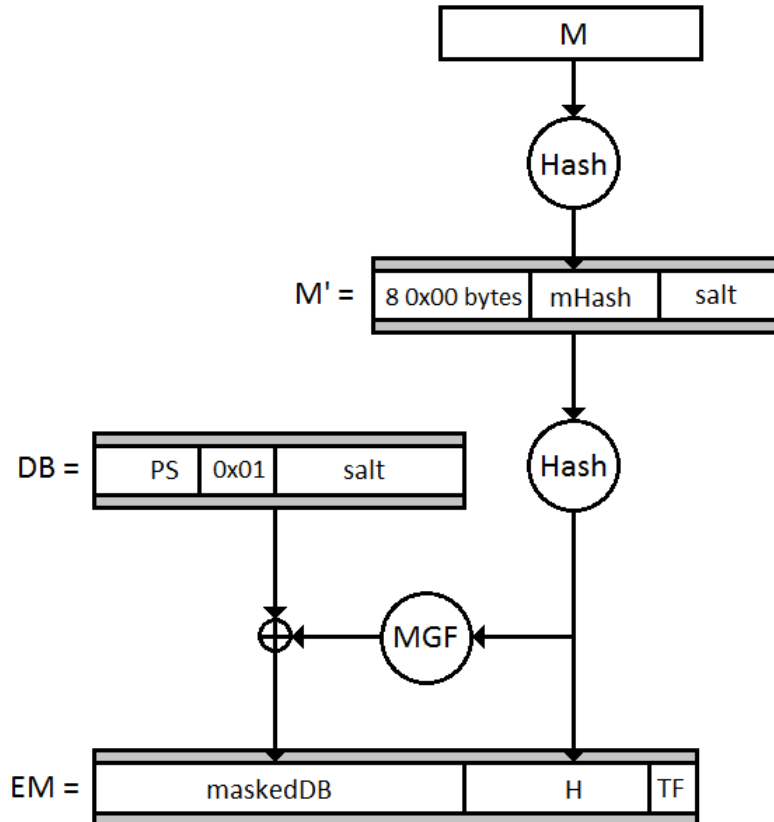 M
Hash
M' = 8 0x00 bytes mHash salt
Hash
DB = PS 0x01 salt
MGF
EM = maskedDB H TF